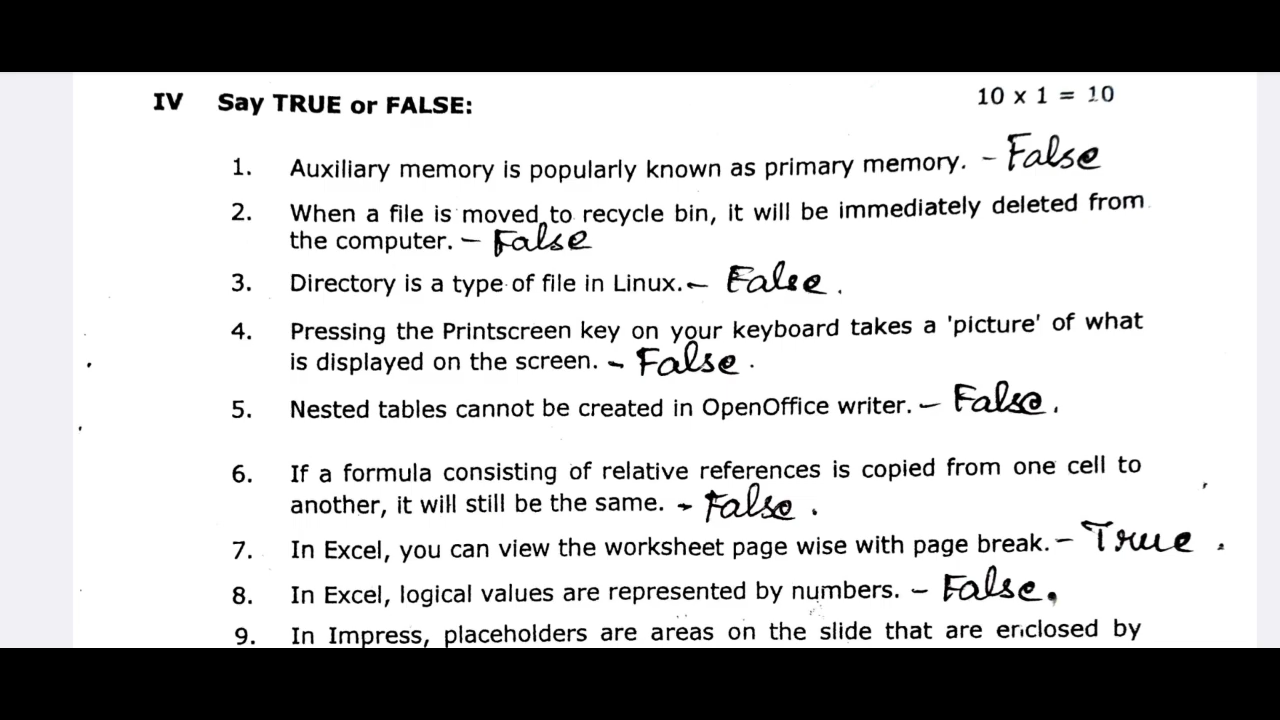 IV Say TRUE or FALSE: 10 x 1 = 10
1. Auxiliary memory is popularly known as primary memory. - False
2. When a file is moved to recycle bin, it will be immediately deleted from
the computer. - False
3. Directory is a type of file in Linux. - False.
4. Pressing the Printscreen key on your keyboard takes a 'picture' of what
is displayed on the screen. - False.
5. Nested tables cannot be created in OpenOffice writer. - False.
6. If a formula consisting of relative references is copied from one cell to
another, it will still be the same. - False.
7. In Excel, you can view the worksheet page wise with page break. - True.
8. In Excel, logical values are represented by numbers. - False.
9. In Impress, placeholders are areas on the slide that are enclosed by